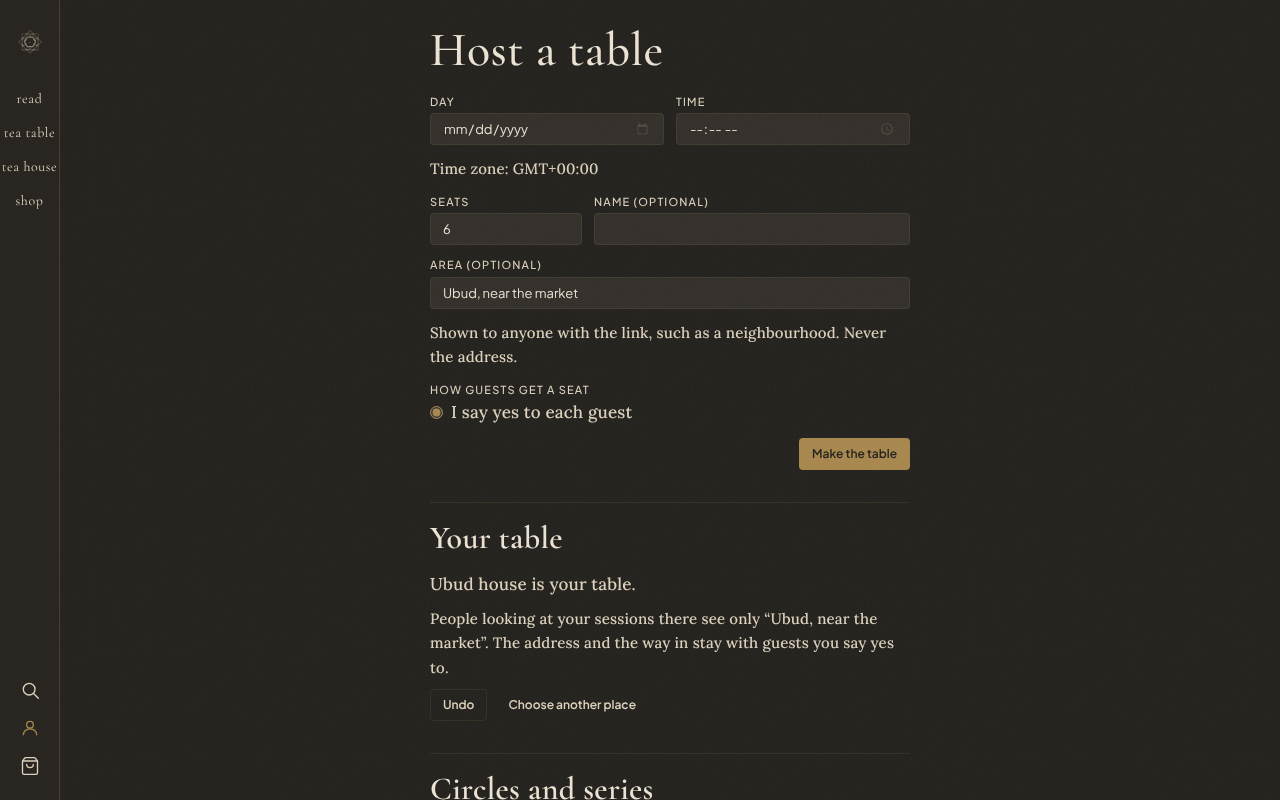 Host a table
read
tea table
tea house
shop
DAY
TIME
mm/dd/yyyy
--:-- --
Time zone: GMT+00:00
SEATS
NAME (OPTIONAL)
6
AREA (OPTIONAL)
Ubud, near the market
Shown to anyone with the link, such as a neighbourhood. Never
the address.
HOW GUESTS GET A SEAT
I say yes to each guest
Make the table
Your table
Ubud house is your table.
People looking at your sessions there see only “Ubud, near the
market”. The address and the way in stay with guests you say yes
to.
Undo
Choose another place
Circles and series